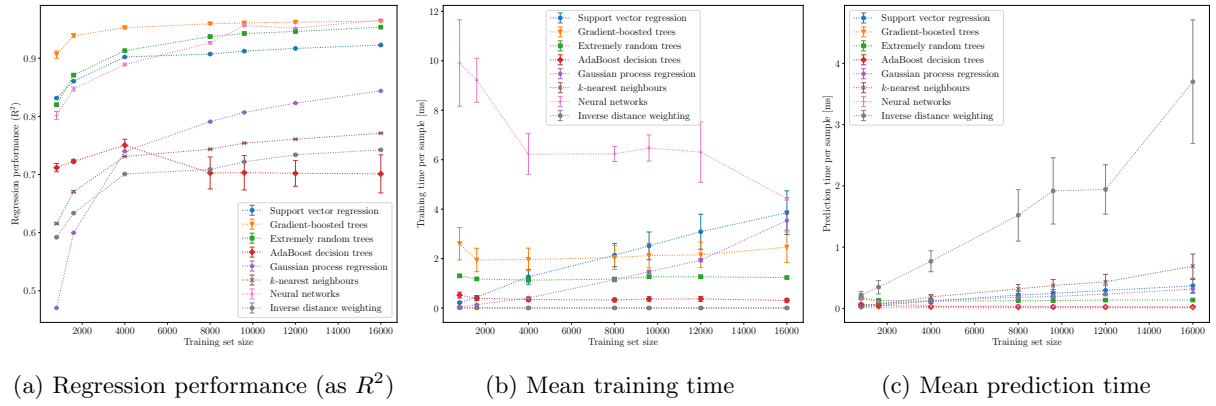 Regression performance (R²)
0.9
0.8
0.7
0.6
0.5
Support vector regression
Gradient-boosted trees
Extremely random trees
AdaBoost decision trees
Gaussian process regression
k-nearest neighbours
Neural networks
Inverse distance weighting
2000 4000 6000 8000 10000 12000 14000 16000
Training set size
(a) Regression performance (as R²)
Training time per sample [ms]
12
10
8
6
4
2
0
Support vector regression
Gradient-boosted trees
Extremely random trees
AdaBoost decision trees
Gaussian process regression
k-nearest neighbours
Neural networks
Inverse distance weighting
2000 4000 6000 8000 10000 12000 14000 16000
Training set size
(b) Mean training time
Prediction time per sample [ms]
4
3
2
1
0
Support vector regression
Gradient-boosted trees
Extremely random trees
AdaBoost decision trees
Gaussian process regression
k-nearest neighbours
Neural networks
Inverse distance weighting
2000 4000 6000 8000 10000 12000 14000 16000
Training set size
(c) Mean prediction time